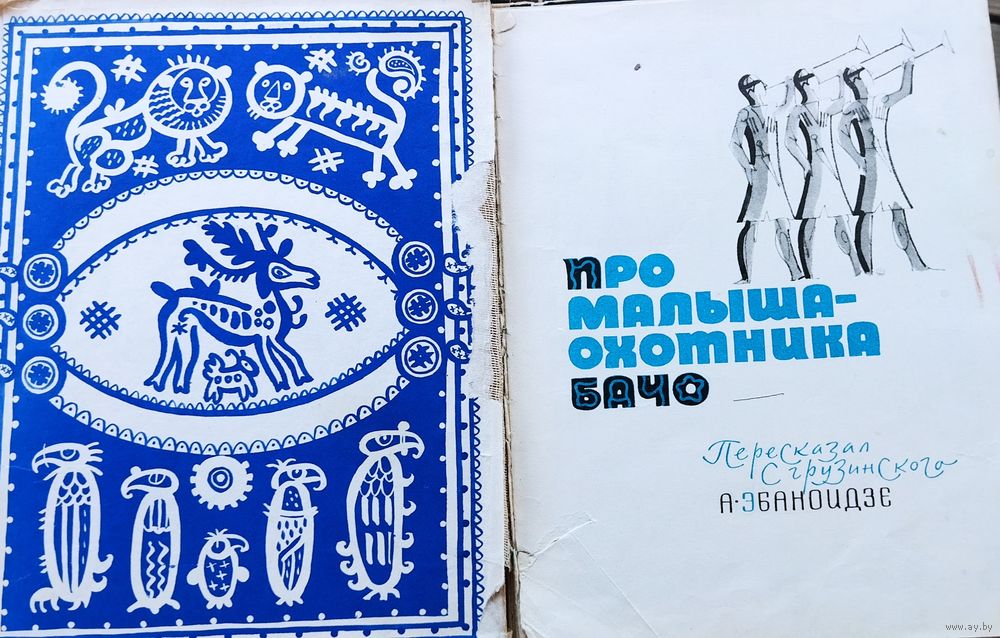 ПРО
МАЛЫША-
ОХОТНИКА
БАЧО
Пересказал
с грузинского
А. ЭБАНОИДЗЕ
www.ay.by